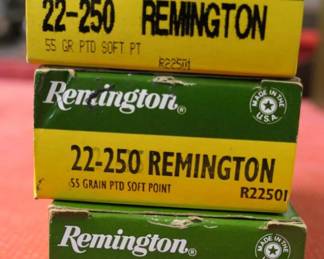 22-250 REMINGTON
55 GR PTD SOFT PT
R22501
Remington®
MADE IN THE U.S.A.
22-250 REMINGTON
55 GRAIN PTD SOFT POINT
R22501
Remington®
MADE IN THE